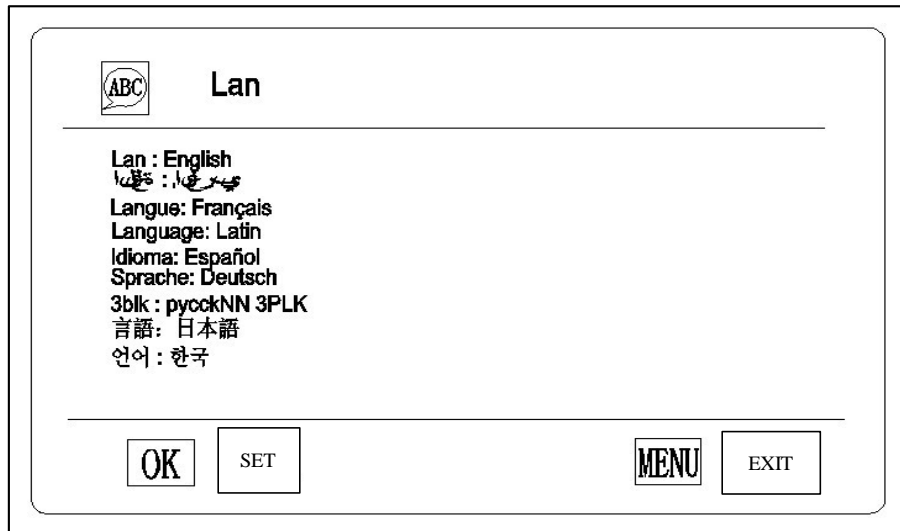 ABC
Lan
Lan : English
Langue: Français
Language: Latin
Idioma: Español
Sprache: Deutsch
3blk : pycckNN 3PLK
言語：日本語
언어 : 한국
OK SET MENU EXIT